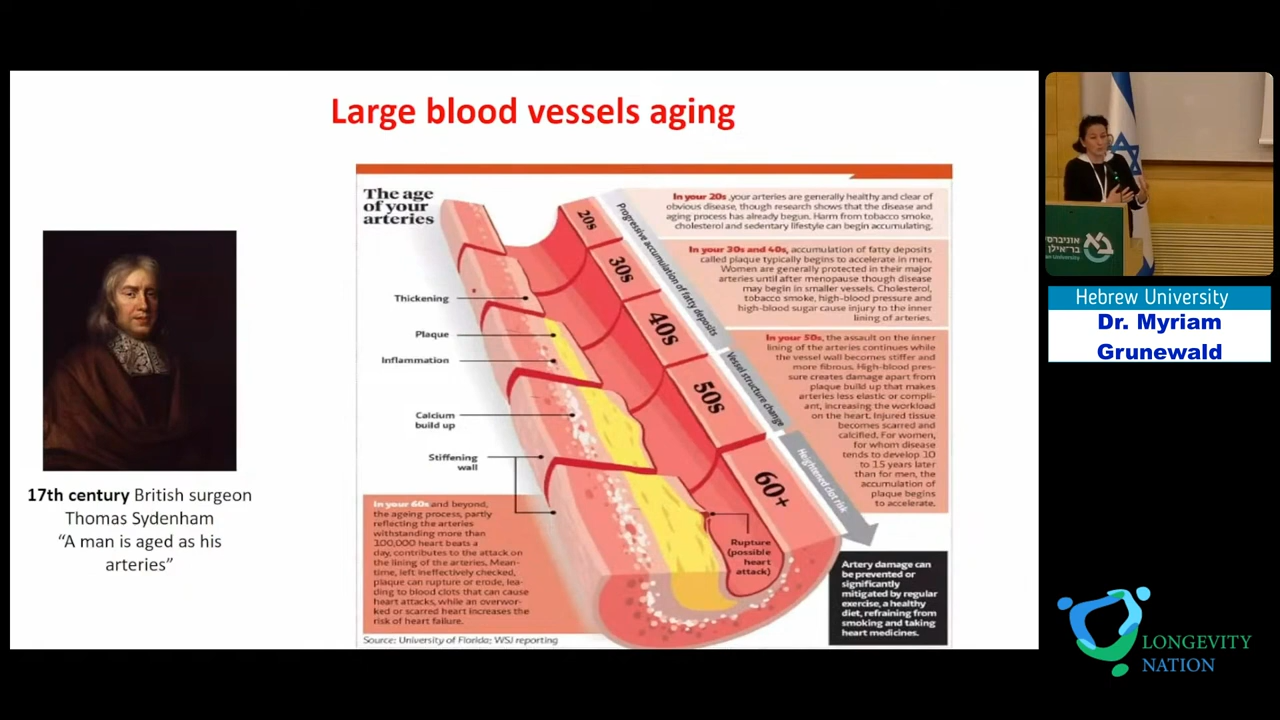 Large blood vessels aging
17th century British surgeon
Thomas Sydenham
“A man is aged as his
arteries”
The age
of your
arteries
Thickening
Plaque
Inflammation
Calcium
build up
Stiffening
wall
20s
30s
40s
50s
60+
Progressive accumulation of fatty deposits
Vessel structure change
Heightened clot risk
Rupture
(possible
heart
attack)
In your 20s ,your arteries are generally healthy and clear of
obvious disease, though research shows that the disease and
aging process has already begun. Harm from tobacco smoke,
cholesterol and sedentary lifestyle can begin accumulating.
In your 30s and 40s, accumulation of fatty deposits
called plaque typically begins to accelerate in men.
Women are generally protected in their major
arteries until after menopause though disease
may begin in smaller vessels. Cholesterol,
tobacco smoke, high-blood pressure and
high-blood sugar cause injury to the inner
lining of arteries.
In your 50s, the assault on the inner
lining of the arteries continues while
the vessel wall becomes stiffer and
more fibrous. High-blood pres-
sure creates damage apart from
plaque build up that makes
arteries less elastic or compli-
ant, increasing the workload
on the heart. Injured tissue
becomes scarred and
calcified. For women,
for whom disease
tends to develop 10
to 15 years later
than for men, the
accumulation of
plaque begins
to accelerate.
In your 60s and beyond,
the ageing process, partly
reflecting the arteries
withstanding more than
100,000 heart beats a
day, contributes to the attack on
the lining of the arteries. Mean-
time, left ineffectively checked,
plaque can rupture or erode, lea-
ding to blood clots that can cause
heart attacks, while an overwor-
ked or scarred heart increases the
risk of heart failure.
Artery damage can
be prevented or
significantly
mitigated by regular
exercise, a healthy
diet, refraining from
smoking and taking
heart medicines.
Source: University of Florida; WSJ reporting
אוניברסי
בר־אילן
Hebrew University
Dr. Myriam
Grunewald
LONGEVITY
NATION